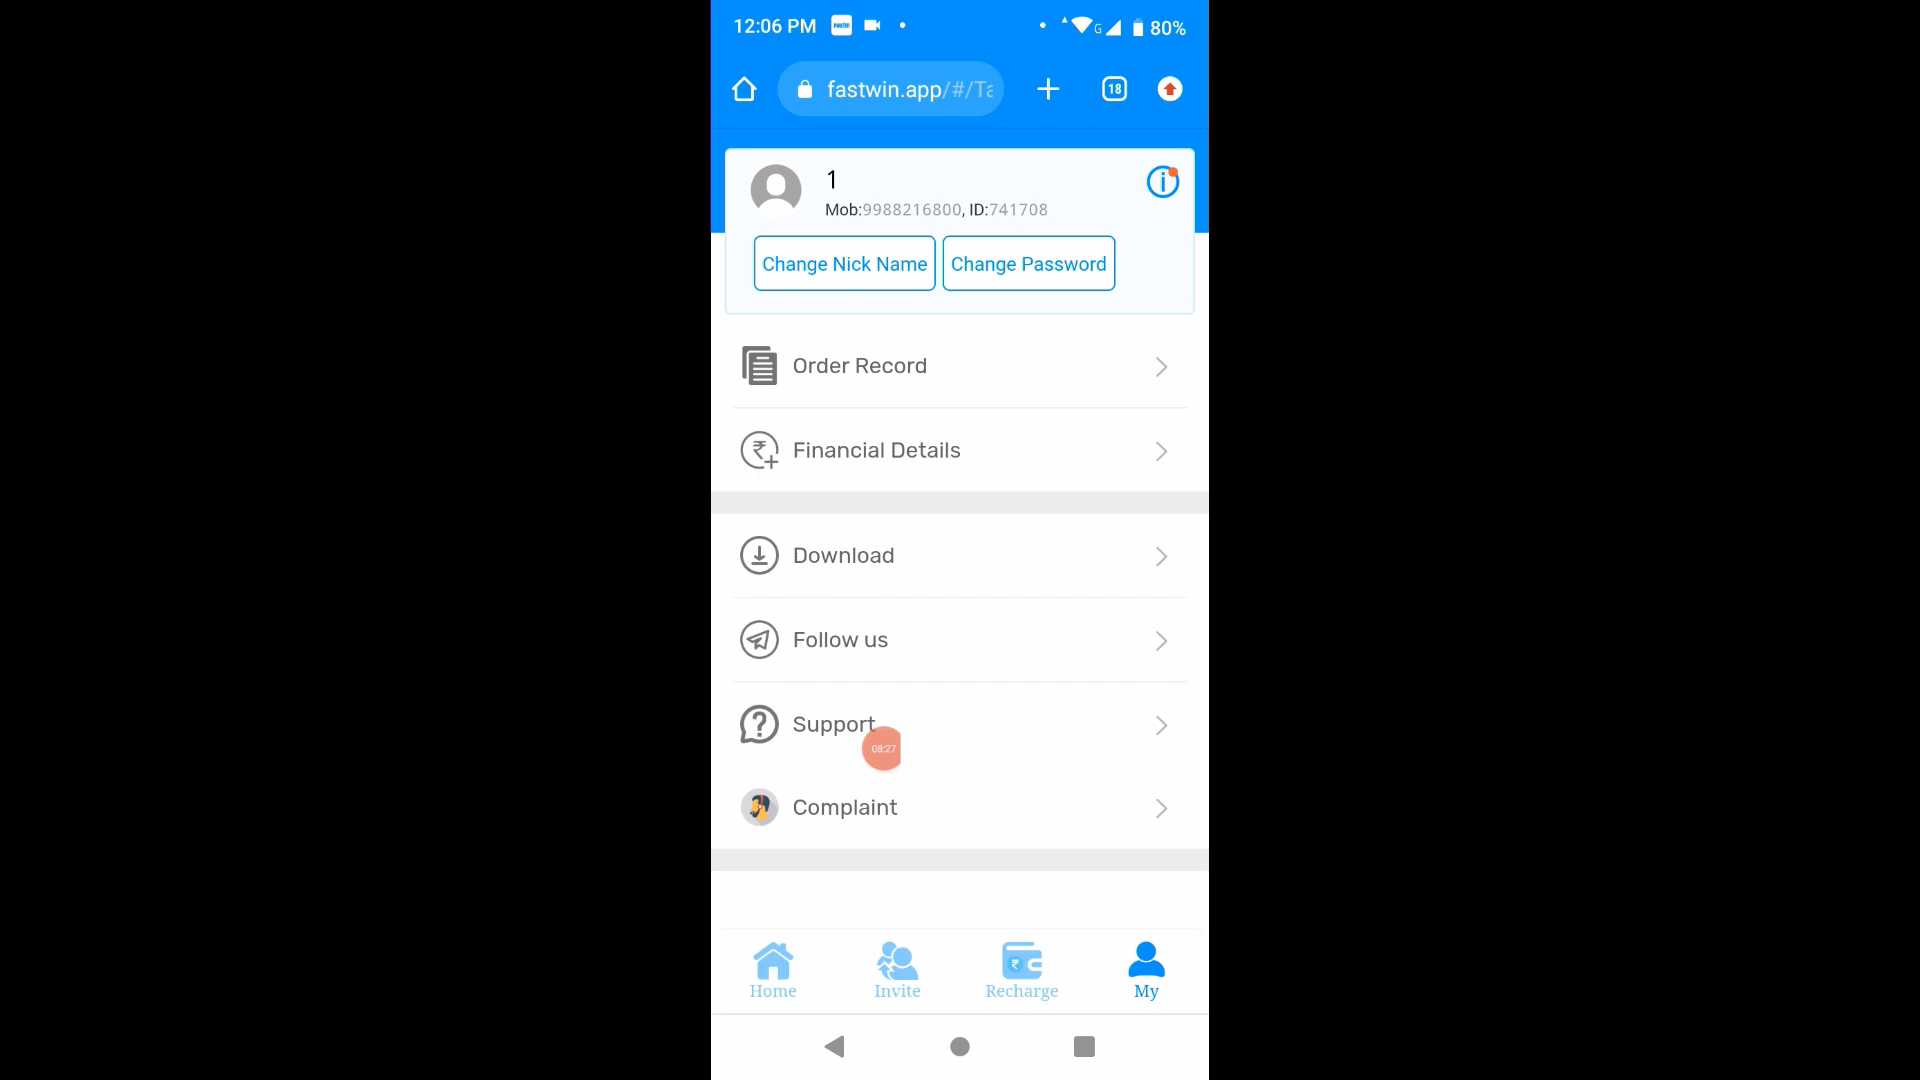 12:06 PM paytm G 80%
fastwin.app/#/Ta 18
1
Mob:9988216800, ID:741708
Change Nick Name Change Password
Order Record
Financial Details
Download
Follow us
Support
08:27
Complaint
Home Invite Recharge My